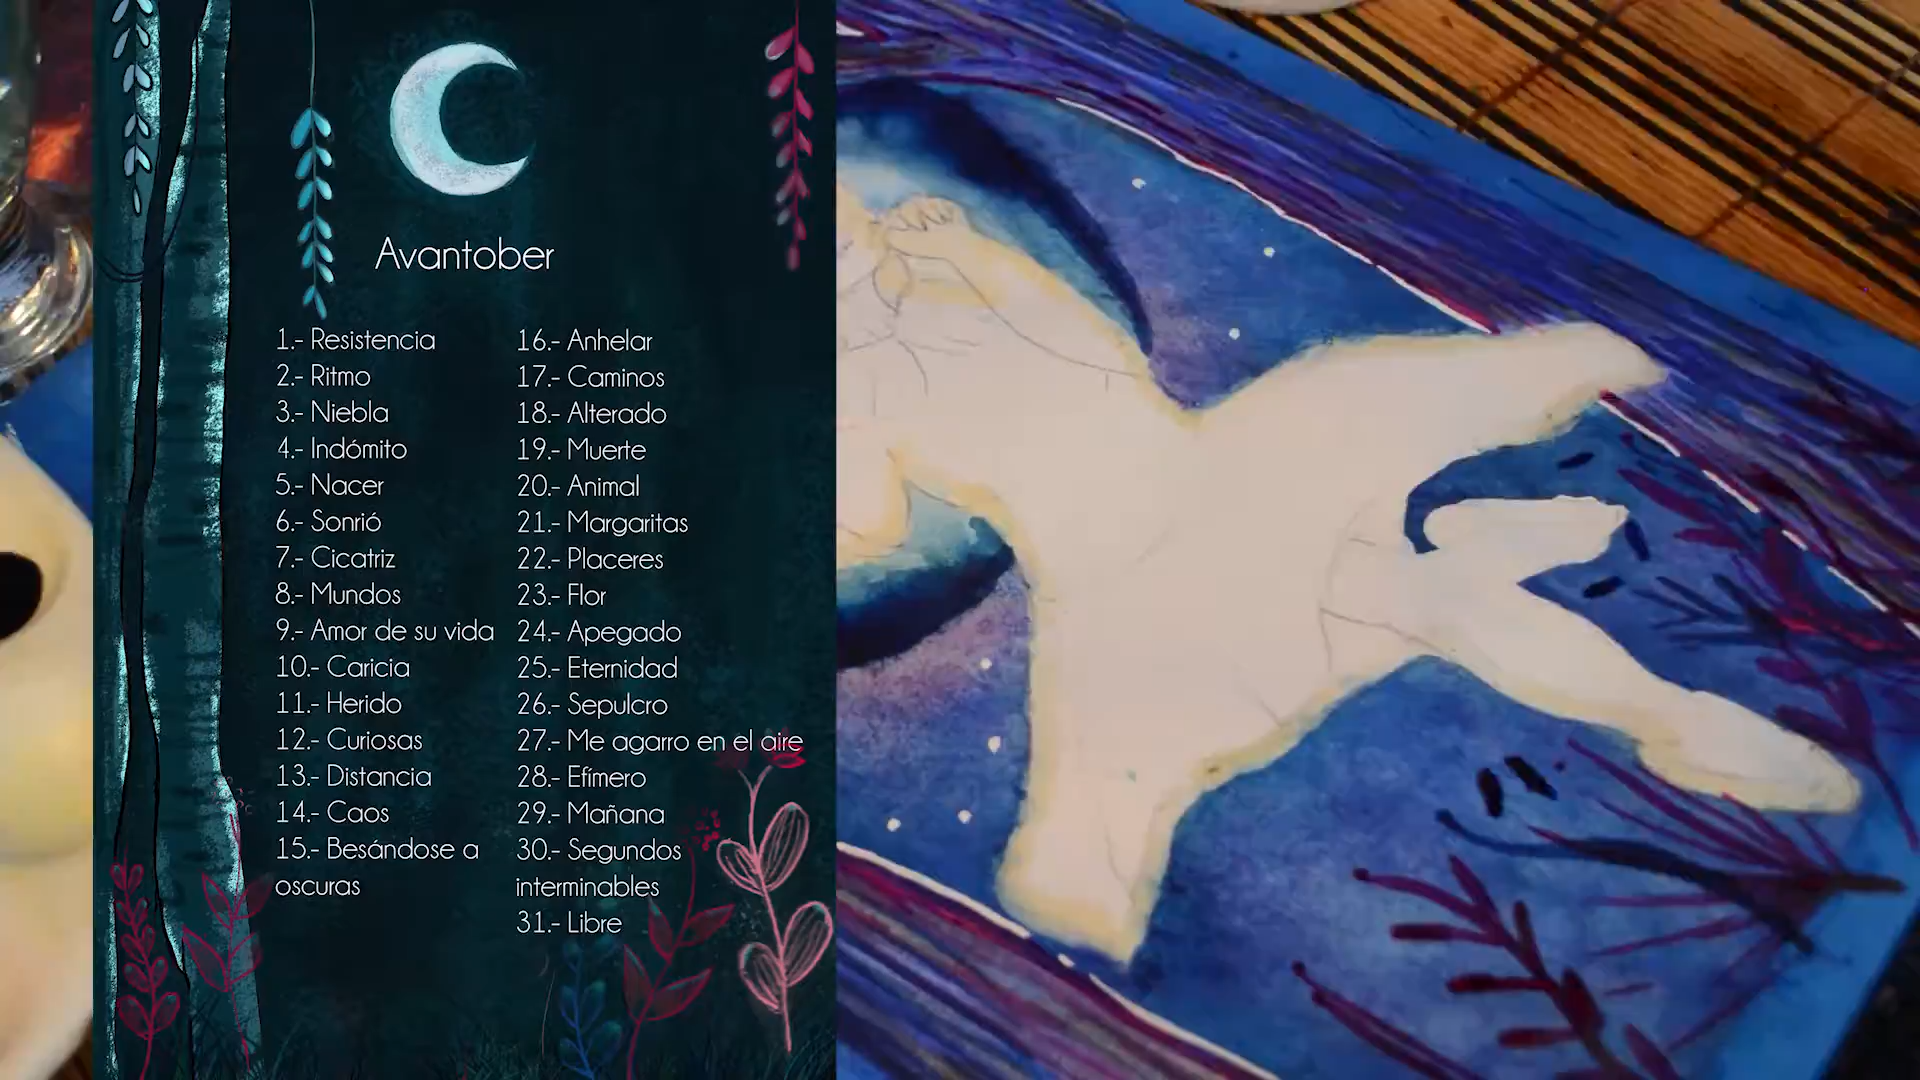 Avantober
1.- Resistencia
2.- Ritmo
3.- Niebla
4.- Indómito
5.- Nacer
6.- Sonrió
7.- Cicatriz
8.- Mundos
9.- Amor de su vida
10.- Caricia
11.- Herido
12.- Curiosas
13.- Distancia
14.- Caos
15.- Besándose a
oscuras
16.- Anhelar
17.- Caminos
18.- Alterado
19.- Muerte
20.- Animal
21.- Margaritas
22.- Placeres
23.- Flor
24.- Apegado
25.- Eternidad
26.- Sepulcro
27.- Me agarro en el aire
28.- Efímero
29.- Mañana
30.- Segundos
interminables
31.- Libre